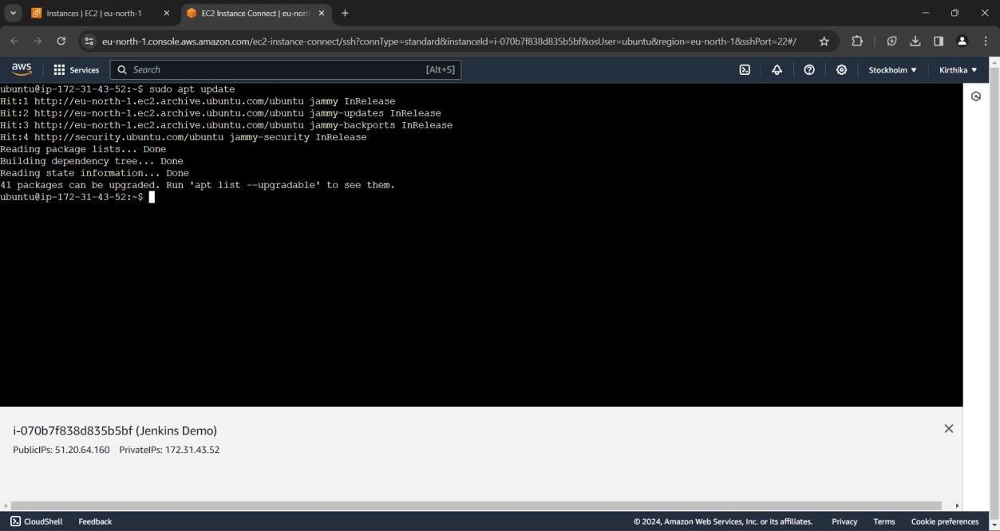 Instances | EC2 | eu-north-1
EC2 Instance Connect | eu-nort
eu-north-1.console.aws.amazon.com/ec2-instance-connect/ssh?connType=standard&instanceId=i-070b7f838d835b5bf&osUser=ubuntu&region=eu-north-1&sshPort=22#/
aws Services Search [Alt+S] Stockholm ▼ Kirthika ▼
ubuntu@ip-172-31-43-52:~$ sudo apt update
Hit:1 http://eu-north-1.ec2.archive.ubuntu.com/ubuntu jammy InRelease
Hit:2 http://eu-north-1.ec2.archive.ubuntu.com/ubuntu jammy-updates InRelease
Hit:3 http://eu-north-1.ec2.archive.ubuntu.com/ubuntu jammy-backports InRelease
Hit:4 http://security.ubuntu.com/ubuntu jammy-security InRelease
Reading package lists... Done
Building dependency tree... Done
Reading state information... Done
41 packages can be upgraded. Run 'apt list --upgradable' to see them.
ubuntu@ip-172-31-43-52:~$
i-070b7f838d835b5bf (Jenkins Demo)
PublicIPs: 51.20.64.160 PrivateIPs: 172.31.43.52
CloudShell Feedback © 2024, Amazon Web Services, Inc. or its affiliates. Privacy Terms Cookie preferences